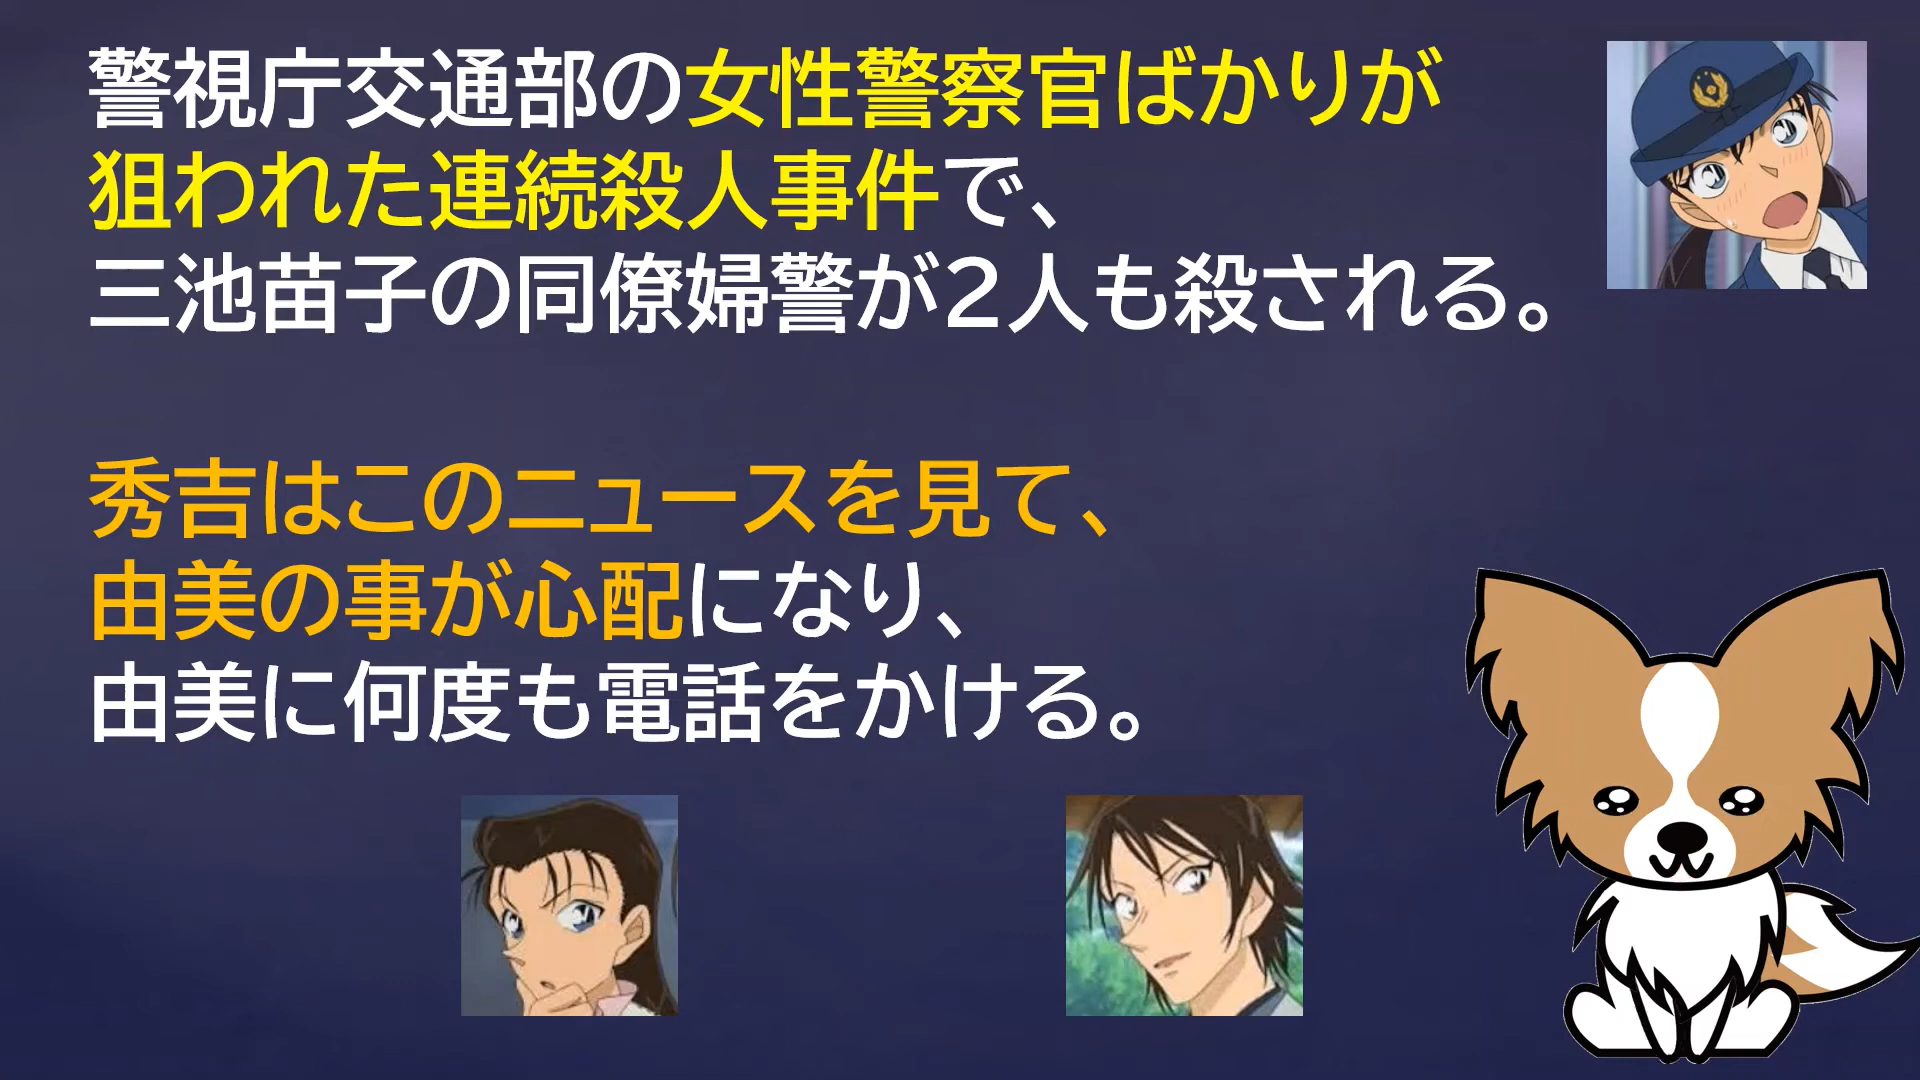 警視庁交通部の女性警察官ばかりが
狙われた連続殺人事件で、
三池苗子の同僚婦警が2人も殺される。
秀吉はこのニュースを見て、
由美の事が心配になり、
由美に何度も電話をかける。